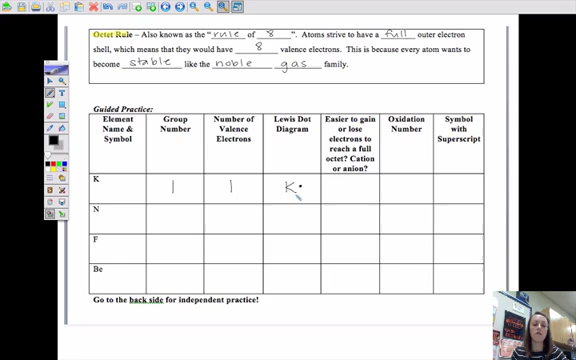 Octet Rule – Also known as the "rule of 8". Atoms strive to have a full outer electron
shell, which means that they would have 8 valence electrons. This is because every atom wants to
become stable like the noble gas family.
Guided Practice:
Element Name & Symbol
Group Number
Number of Valence Electrons
Lewis Dot Diagram
Easier to gain or lose electrons to reach a full octet? Cation or anion?
Oxidation Number
Symbol with Superscript
K 1 1 K•
N
F
Be
Go to the back side for independent practice!